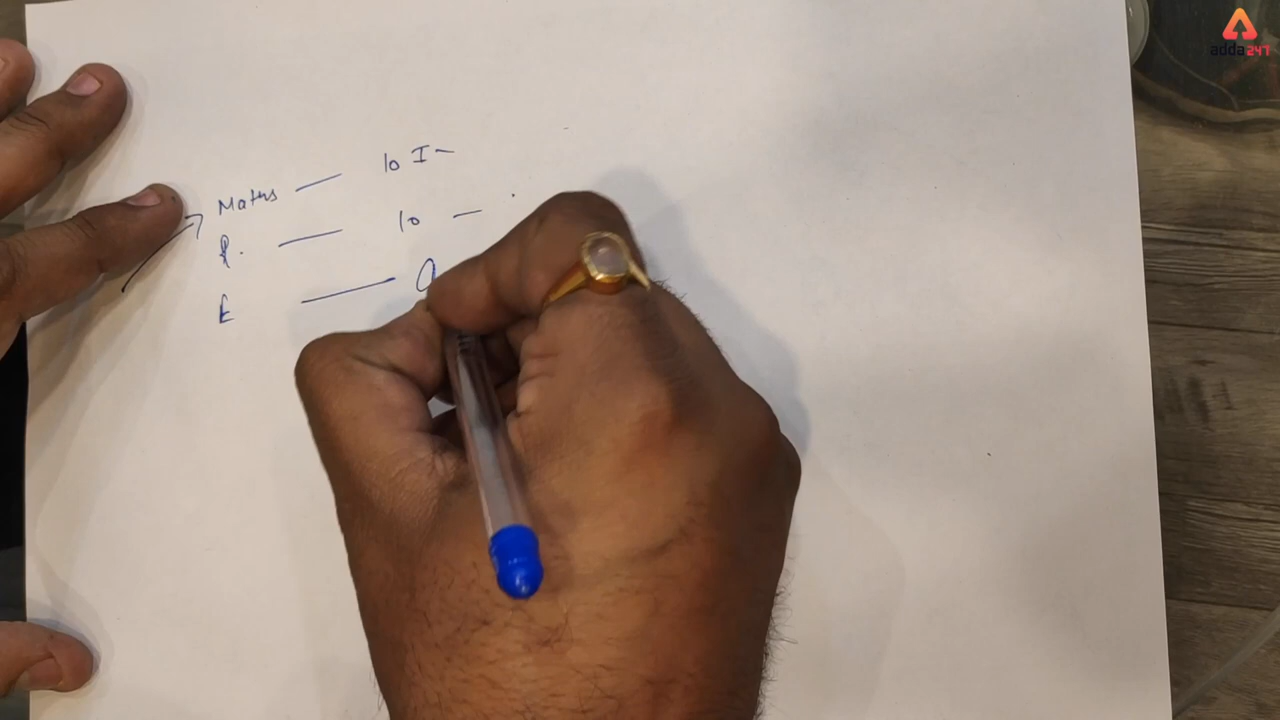 adda247
Maths — 10 I –
R. — 10 —
E —